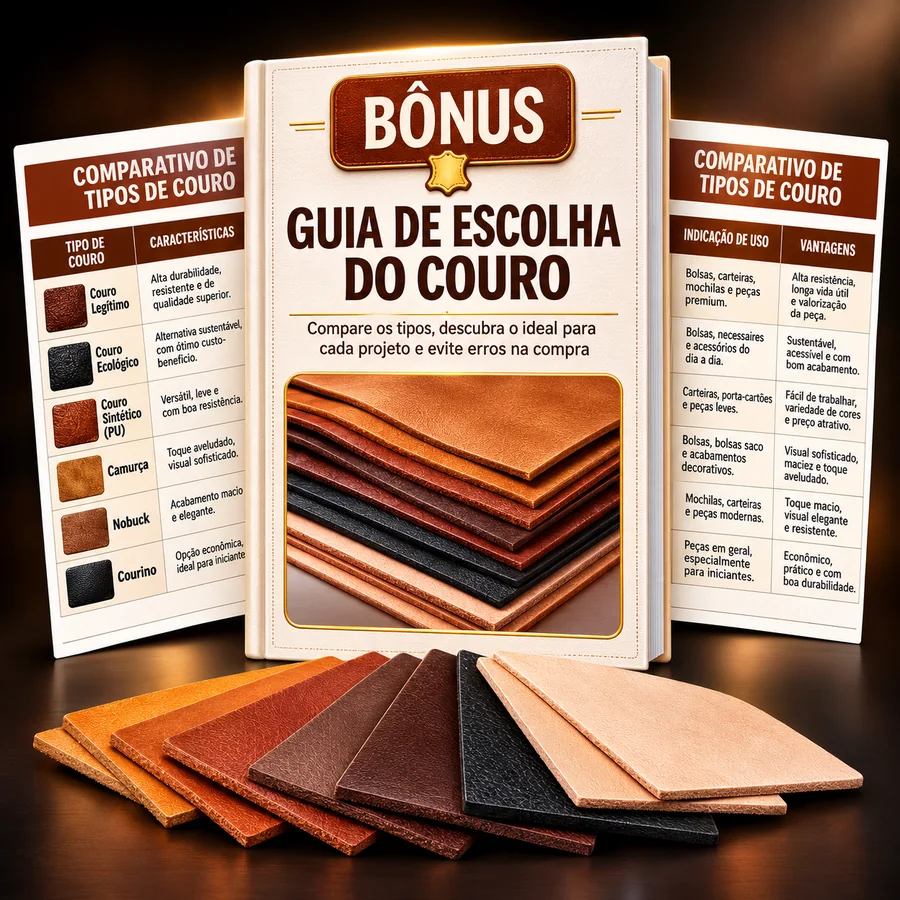 BÔNUS
GUIA DE ESCOLHA
DO COURO
Compare os tipos, descubra o ideal para
cada projeto e evite erros na compra
COMPARATIVO DE
TIPOS DE COURO
TIPO DE
COURO
CARACTERÍSTICAS
Couro
Legítimo
Alta durabilidade,
resistente e de
qualidade superior.
Couro
Ecológico
Alternativa sustentável,
com ótimo custo-
benefício.
Couro
Sintético
(PU)
Versátil, leve e
com boa resistência.
Camurça
Toque aveludado,
visual sofisticado.
Nobuck
Acabamento macio
e elegante.
Courino
Opção econômica,
ideal para iniciante
COMPARATIVO DE
TIPOS DE COURO
INDICAÇÃO DE USO
VANTAGENS
Bolsas, carteiras,
mochilas e peças
premium.
Alta resistência,
longa vida útil
e valorização
da peça.
Bolsas, necessaires
e acessórios do
dia a dia.
Sustentável,
acessível e com
bom acabamento.
Carteiras, porta-cartões
e peças leves.
Fácil de trabalhar,
variedade de cores
e preço atrativo.
Bolsas, bolsas saco
e acabamentos
decorativos.
Visual sofisticado,
maciez e toque
aveludado.
Mochilas, carteiras
e peças modernas.
Toque macio,
visual elegante
e resistente.
Peças em geral,
especialmente
para iniciantes.
Econômico,
prático e com
boa durabilidade.